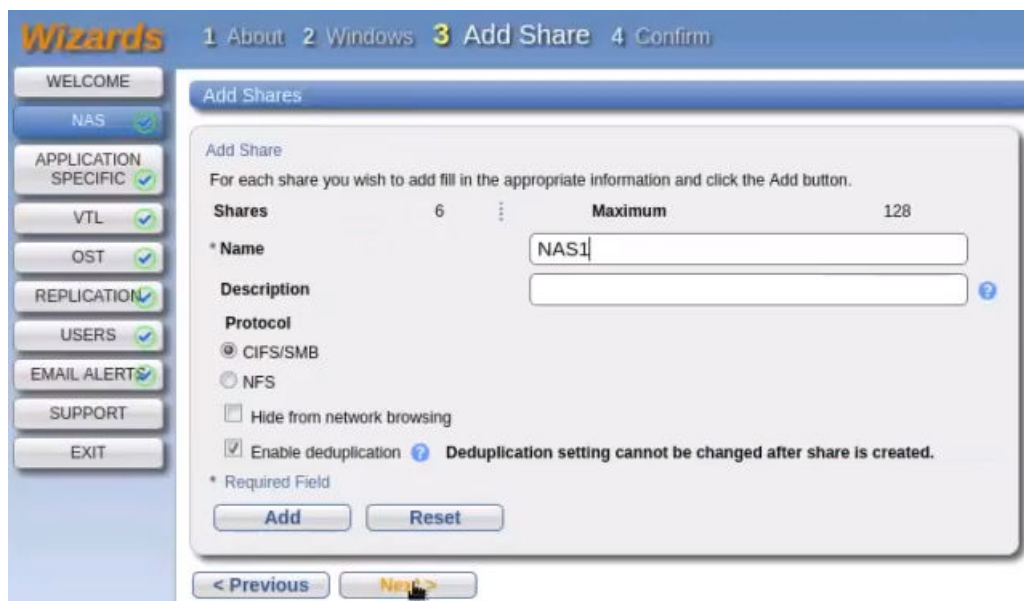 Wizards
1 About 2 Windows 3 Add Share 4 Confirm
WELCOME
NAS
APPLICATION
SPECIFIC
VTL
OST
REPLICATION
USERS
EMAIL ALERTS
SUPPORT
EXIT
Add Shares
Add Share
For each share you wish to add fill in the appropriate information and click the Add button.
Shares 6 Maximum 128
* Name NAS1
Description ?
Protocol
CIFS/SMB
NFS
Hide from network browsing
Enable deduplication ? Deduplication setting cannot be changed after share is created.
* Required Field
Add Reset
< Previous Next >